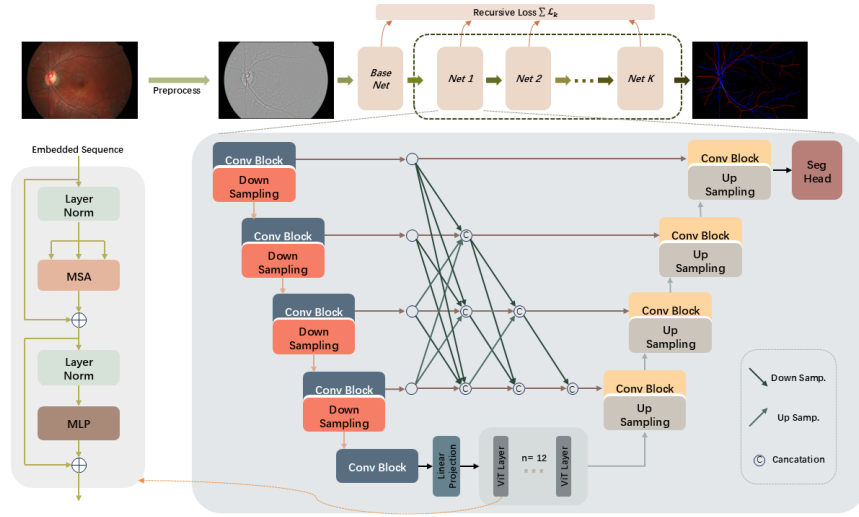 Recursive Loss ∑ ℒₖ
Preprocess
Base
Net
Net 1
Net 2
Net K
Embedded Sequence
Layer
Norm
MSA
Layer
Norm
MLP
Conv Block
Down
Sampling
Conv Block
Down
Sampling
Conv Block
Down
Sampling
Conv Block
Down
Sampling
Conv Block
Linear
Projection
ViT Layer
n= 12
ViT Layer
C
C
C
C
C
C
Conv Block
Up
Sampling
Conv Block
Up
Sampling
Conv Block
Up
Sampling
Conv Block
Up
Sampling
Seg
Head
Down Samp.
Up Samp.
C
Cancatation